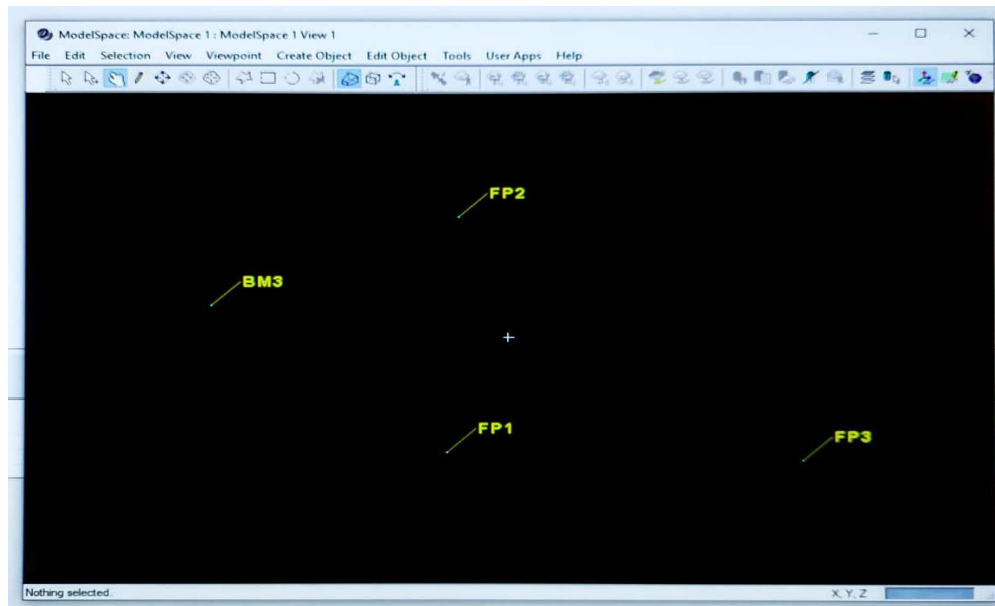 ModelSpace: ModelSpace 1 : ModelSpace 1 View 1
File Edit Selection View Viewpoint Create Object Edit Object Tools User Apps Help
FP2
BM3
FP1
FP3
Nothing selected.
X, Y, Z